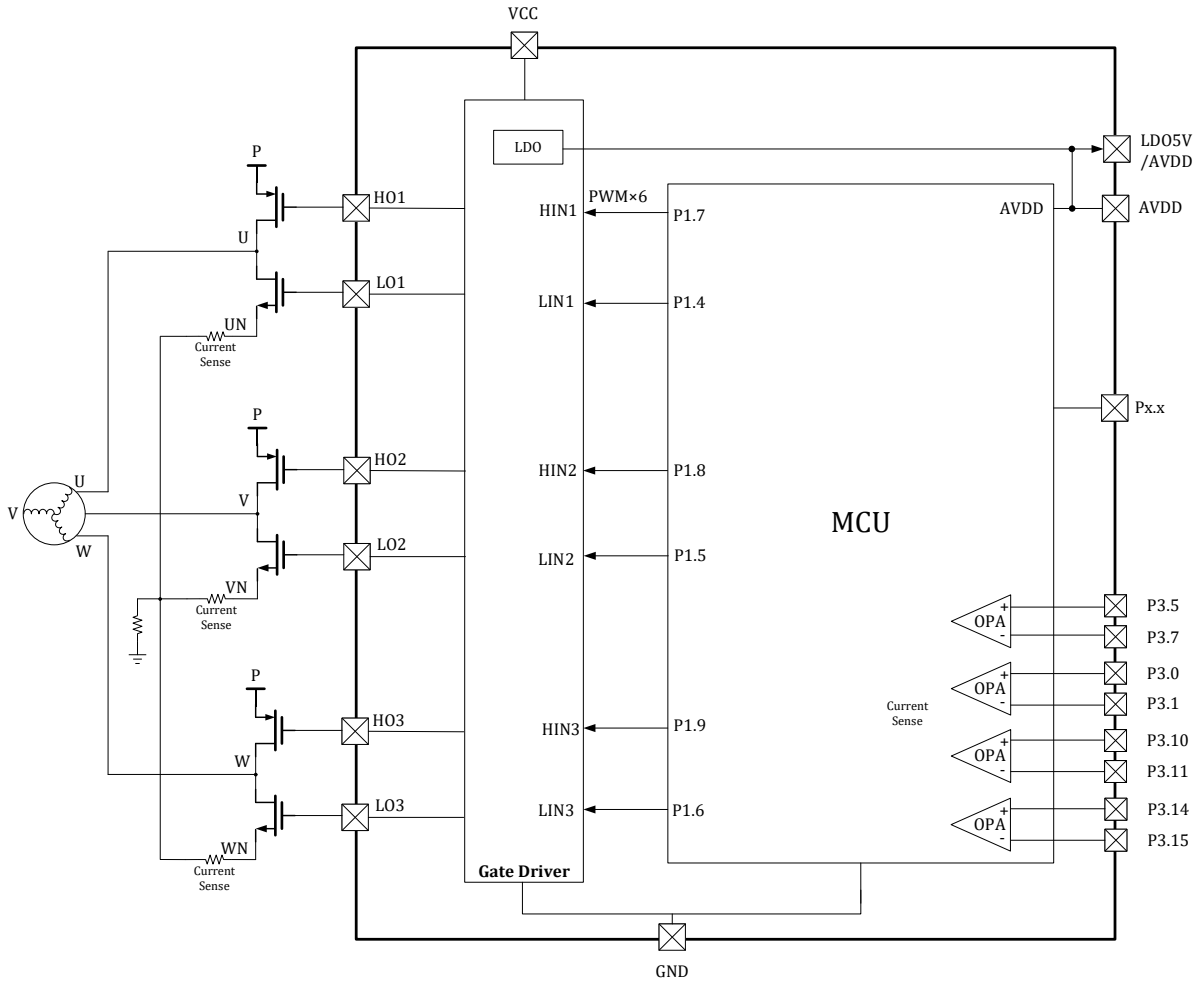 VCC
LDO
LDO5V
/AVDD
P
HO1
HIN1
PWM×6
P1.7
AVDD
AVDD
U
LO1
LIN1
P1.4
UN
Current
Sense
P
Px.x
HO2
HIN2
P1.8
U
V
V
MCU
W
LO2
LIN2
P1.5
VN
Current
Sense
+
OPA
-
P3.5
P3.7
P
+
OPA
-
P3.0
P3.1
Current
Sense
HO3
HIN3
P1.9
+
OPA
-
P3.10
P3.11
W
LO3
LIN3
P1.6
+
OPA
-
P3.14
P3.15
WN
Current
Sense
Gate Driver
GND